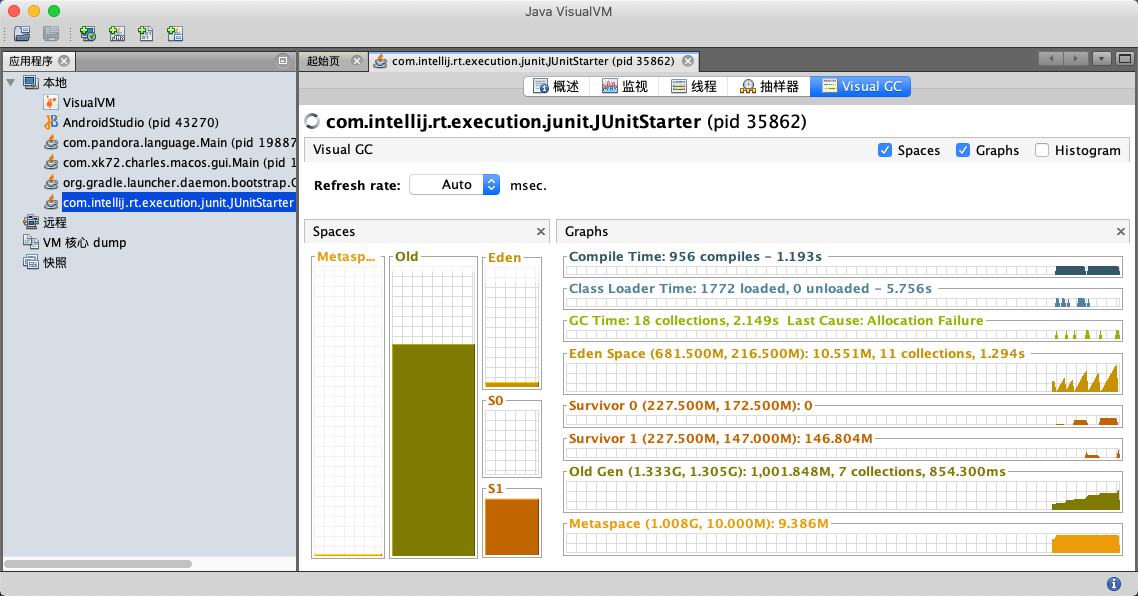 Java VisualVM
应用程序
本地
VisualVM
AndroidStudio (pid 43270)
com.pandora.language.Main (pid 19887
com.xk72.charles.macos.gui.Main (pid 1
org.gradle.launcher.daemon.bootstrap.G
com.intellij.rt.execution.junit.JUnitStarter
远程
VM 核心 dump
快照
起始页
com.intellij.rt.execution.junit.JUnitStarter (pid 35862)
概述
监视
线程
抽样器
Visual GC
com.intellij.rt.execution.junit.JUnitStarter (pid 35862)
Visual GC
Spaces
Graphs
Histogram
Refresh rate:
Auto
msec.
Spaces
Metasp...
Old
Eden
S0
S1
Graphs
Compile Time: 956 compiles - 1.193s
Class Loader Time: 1772 loaded, 0 unloaded - 5.756s
GC Time: 18 collections, 2.149s Last Cause: Allocation Failure
Eden Space (681.500M, 216.500M): 10.551M, 11 collections, 1.294s
Survivor 0 (227.500M, 172.500M): 0
Survivor 1 (227.500M, 147.000M): 146.804M
Old Gen (1.333G, 1.305G): 1,001.848M, 7 collections, 854.300ms
Metaspace (1.008G, 10.000M): 9.386M